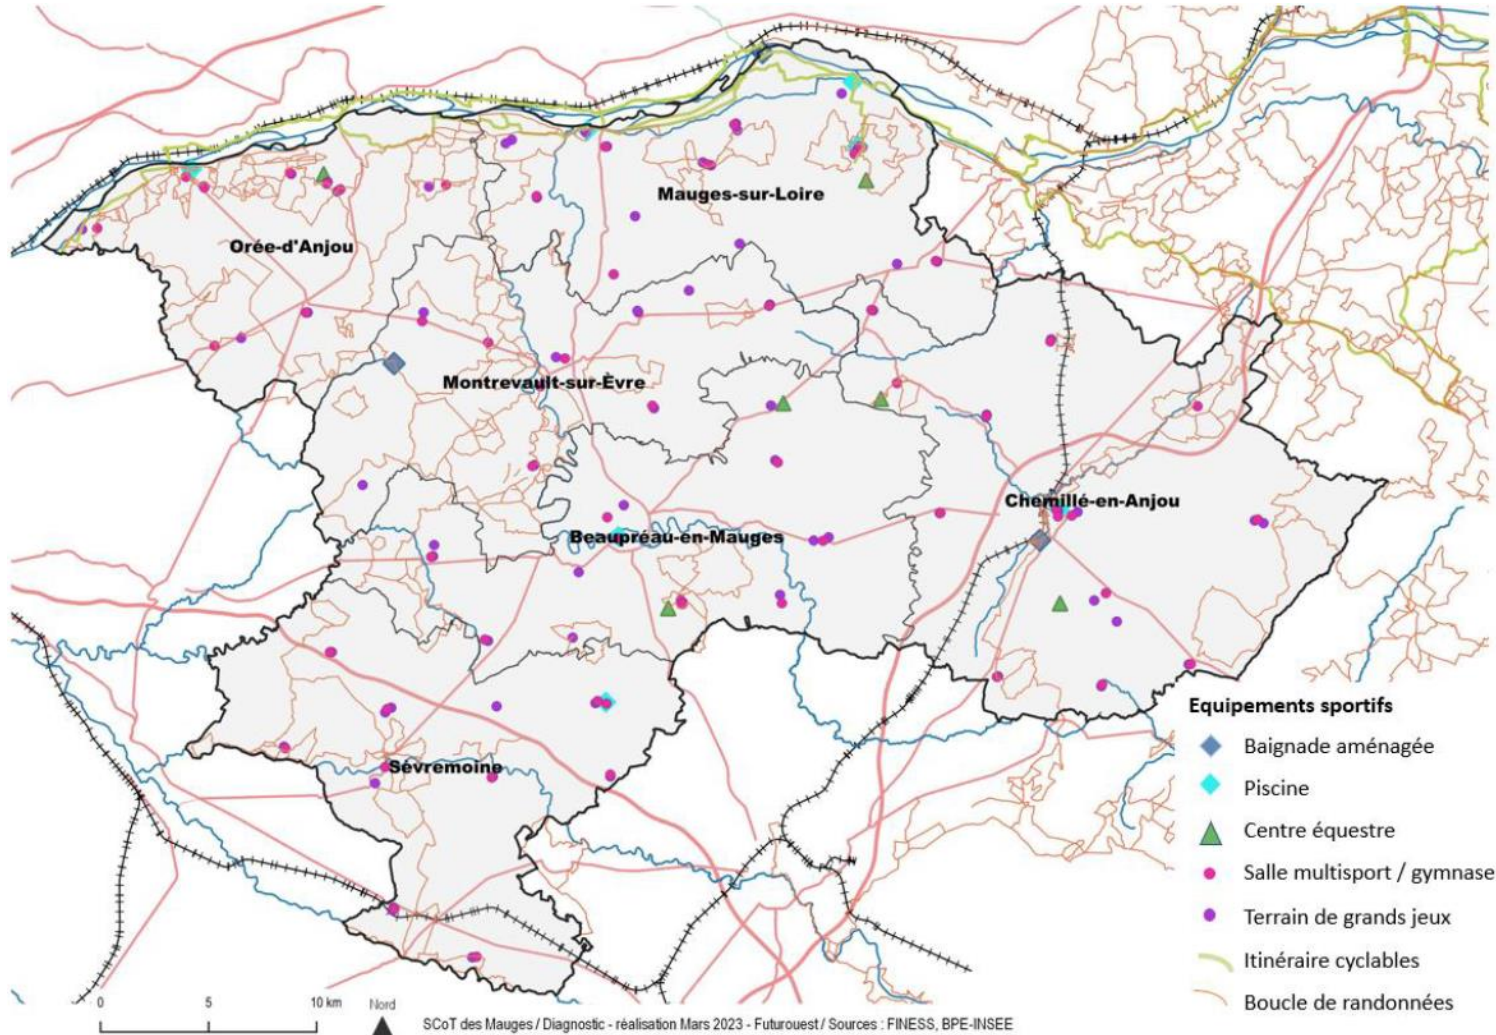 Mauges-sur-Loire
Orée-d'Anjou
Montrevault-sur-Èvre
Chemillé-en-Anjou
Beaupréau-en-Mauges
Sèvremoine
Equipements sportifs
Baignade aménagée
Piscine
Centre équestre
Salle multisport / gymnase
Terrain de grands jeux
Itinéraire cyclables
Boucle de randonnées
0 5 10 km Nord
SCoT des Mauges / Diagnostic - réalisation Mars 2023 - Futurouest / Sources : FINESS, BPE-INSEE